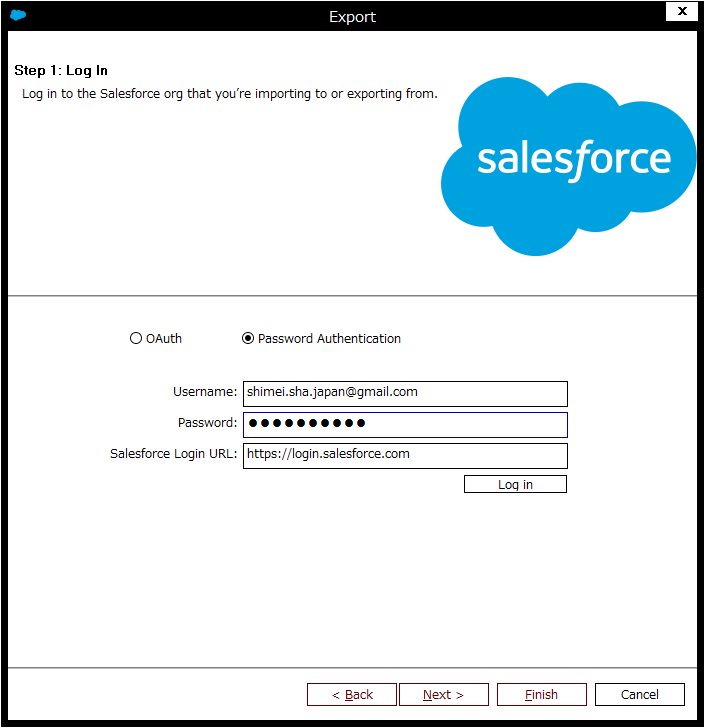 Export
Step 1: Log In
Log in to the Salesforce org that you’re importing to or exporting from.
salesforce
OAuth
Password Authentication
Username: shimei.sha.japan@gmail.com
Password: ●●●●●●●●●●
Salesforce Login URL: https://login.salesforce.com
Log in
< Back
Next >
Finish
Cancel